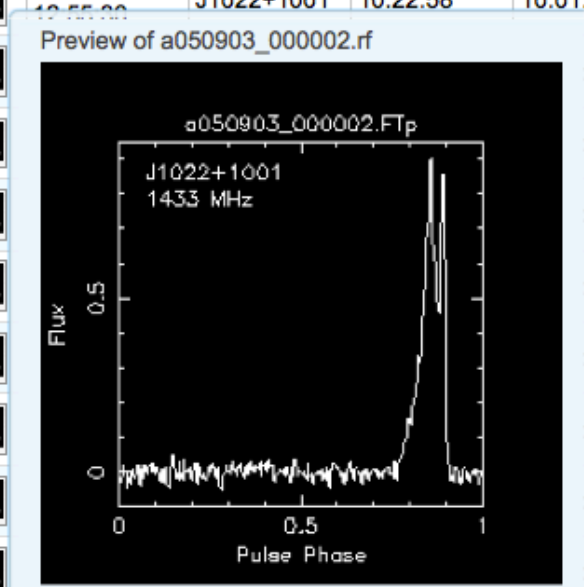 J1022+1001 10:22:58
Preview of a050903_000002.rf
a050903_000002.FTp
J1022+1001
1433 MHz
Flux
0.5
0
0 0.5 1
Pulse Phase